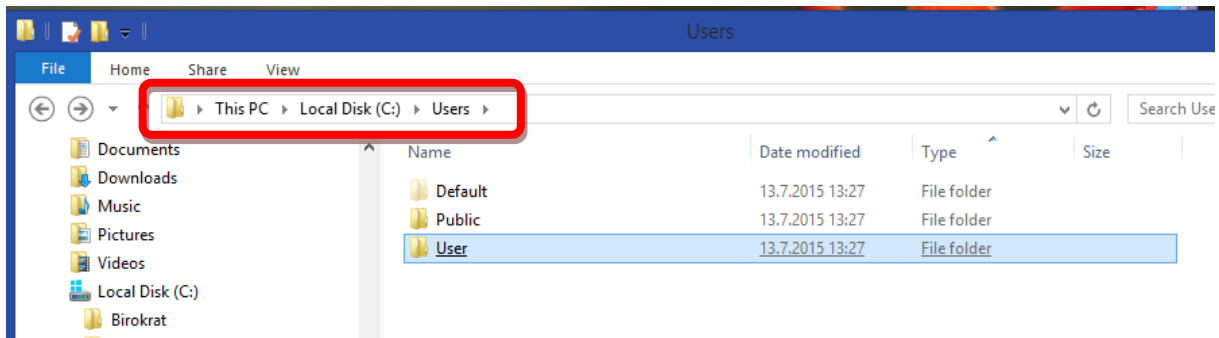 Users
File Home Share View
This PC Local Disk (C:) Users
Search Use
Documents
Downloads
Music
Pictures
Videos
Local Disk (C:)
Birokrat
Name Date modified Type Size
Default 13.7.2015 13:27 File folder
Public 13.7.2015 13:27 File folder
User 13.7.2015 13:27 File folder